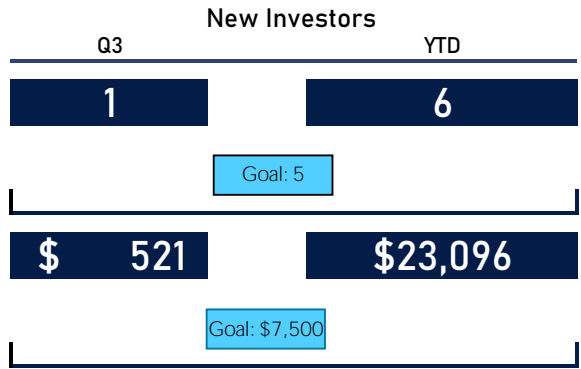 New Investors
Q3 YTD
1 6
Goal: 5
$ 521 $23,096
Goal: $7,500